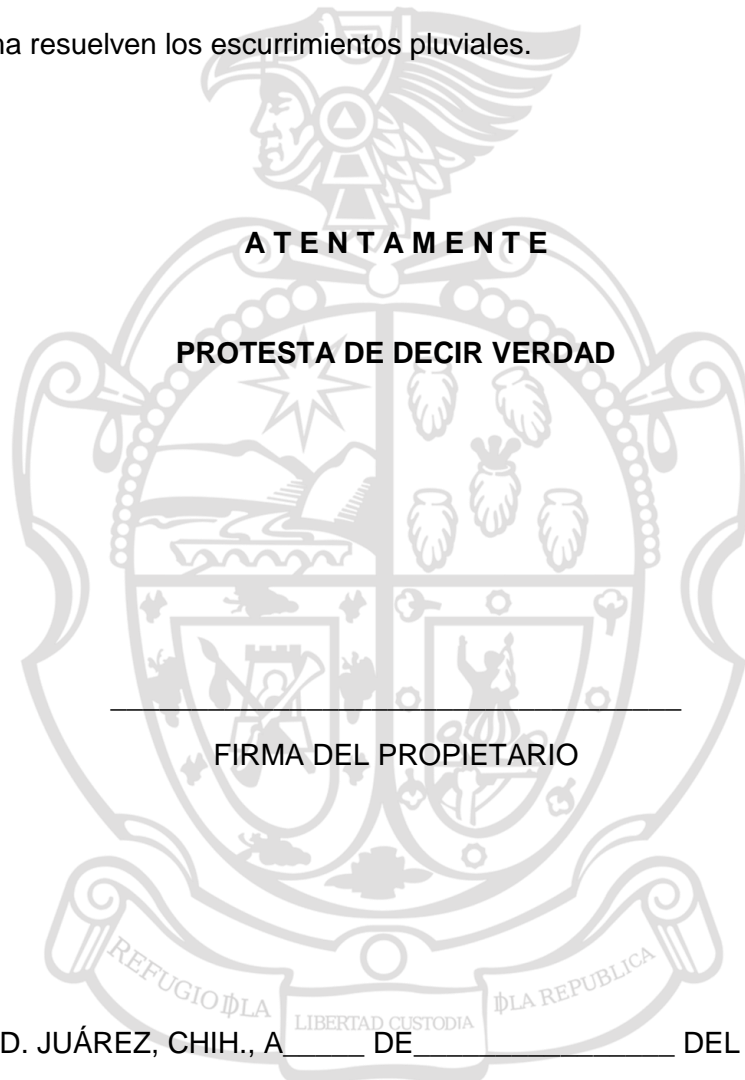 na resuelven los escurrimientos pluviales.
A T E N T A M E N T E
PROTESTA DE DECIR VERDAD
___________________________________
FIRMA DEL PROPIETARIO
REFUGIO DLA LIBERTAD CUSTODIA DLA REPUBLICA
D. JUÁREZ, CHIH., A_____ DE________________ DEL